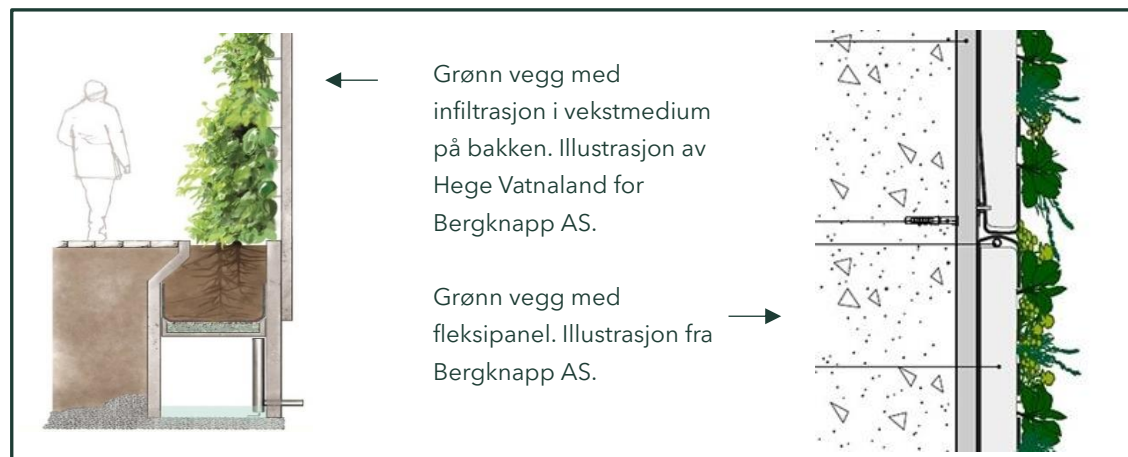 Grønn vegg med
infiltrasjon i vekstmedium
på bakken. Illustrasjon av
Hege Vatnaland for
Bergknapp AS.
Grønn vegg med
fleksipanel. Illustrasjon fra
Bergknapp AS.